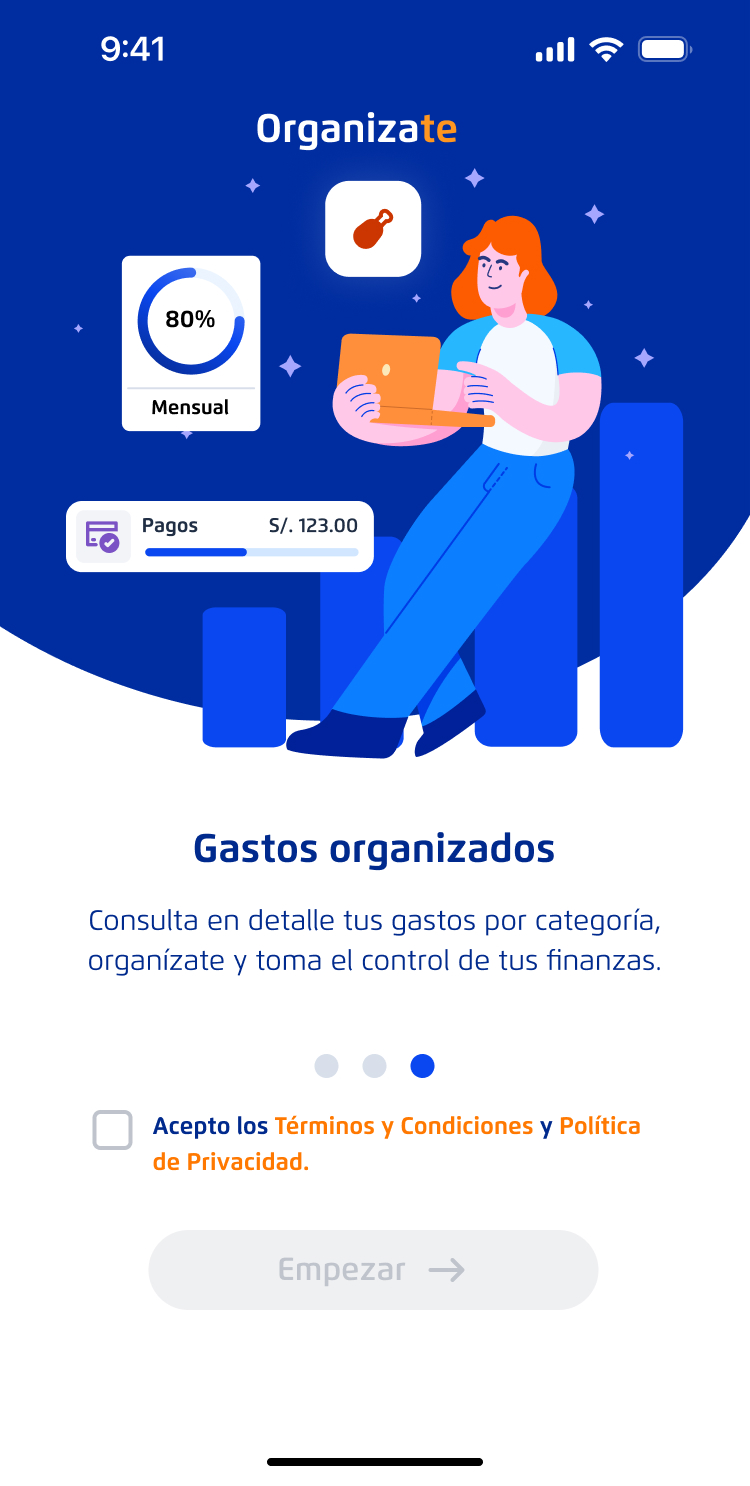 9:41
Organizate
80%
Mensual
Pagos S/. 123.00
Gastos organizados
Consulta en detalle tus gastos por categoría,
organízate y toma el control de tus finanzas.
Acepto los Términos y Condiciones y Política
de Privacidad.
Empezar